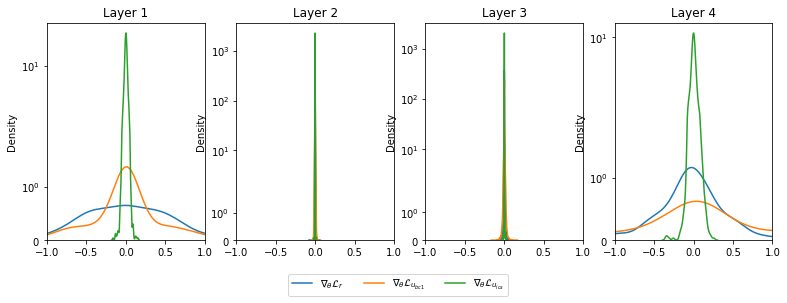 Layer 1 Layer 2 Layer 3 Layer 4
Density Density Density Density
10¹ 10³ 10³ 10¹
10² 10²
10¹ 10¹
10⁰ 10⁰ 10⁰ 10⁰
0 0 0 0
−1.0 −0.5 0.0 0.5 1.0 −1.0 −0.5 0.0 0.5 1.0 −1.0 −0.5 0.0 0.5 1.0 −1.0 −0.5 0.0 0.5 1.0
∇θℒr ∇θℒu_bc1 ∇θℒu_ics